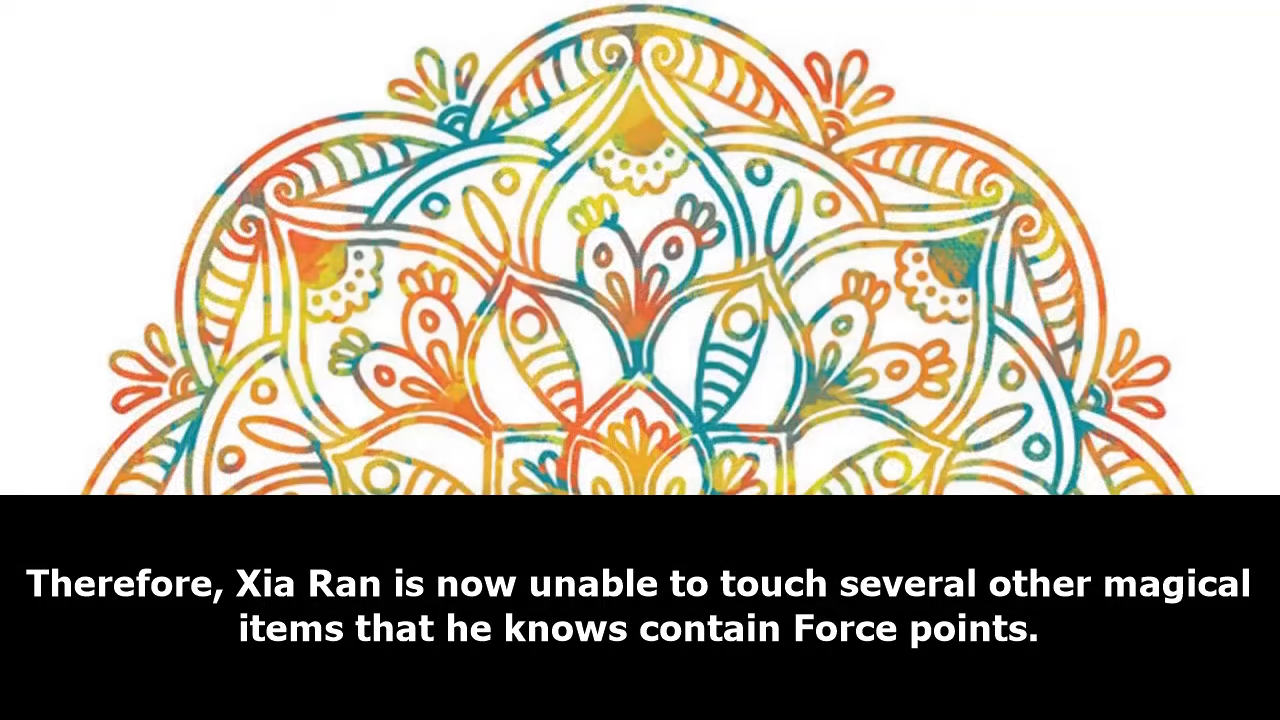 Therefore, Xia Ran is now unable to touch several other magical
items that he knows contain Force points.